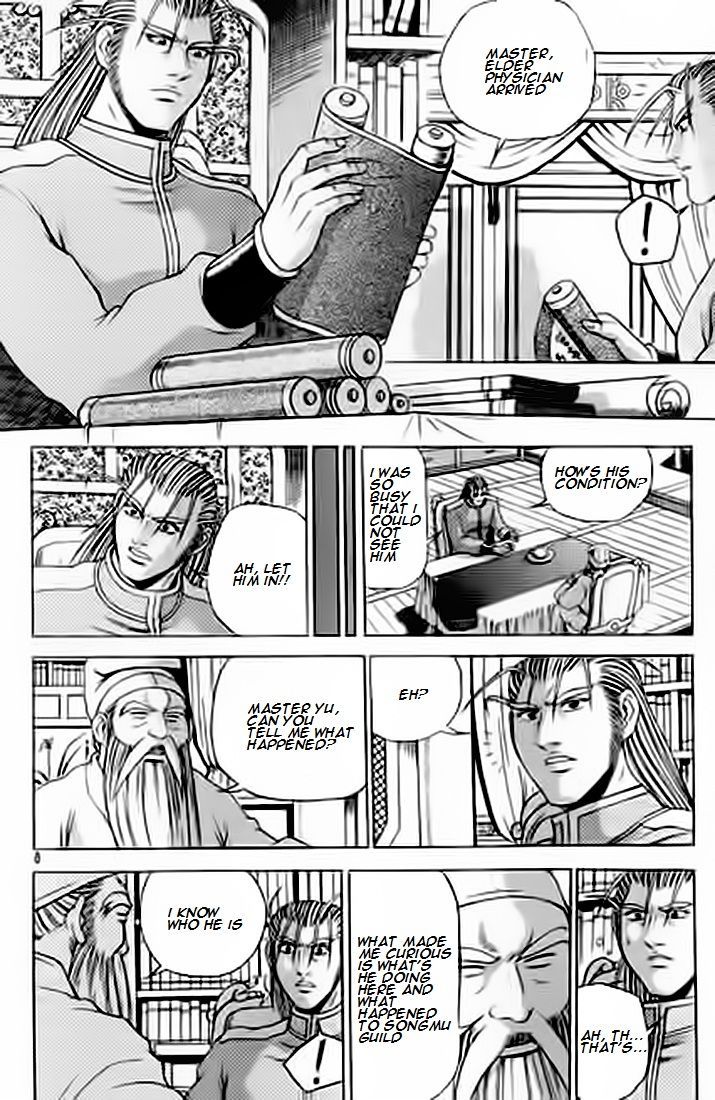 MASTER,
ELDER
PHYSICIAN
ARRIVED
!
AH, LET
HIM IN!!
I WAS
SO
BUSY
THAT I
COULD
NOT
SEE
HIM
HOW'S HIS
CONDITION?
MASTER YU,
CAN YOU
TELL ME WHAT
HAPPENED?
EH?
I KNOW
WHO HE IS
!
WHAT MADE
ME CURIOUS
IS WHAT'S
HE DOING
HERE AND
WHAT
HAPPENED
TO SONGMU
GUILD
AH, TH...
THAT'S...